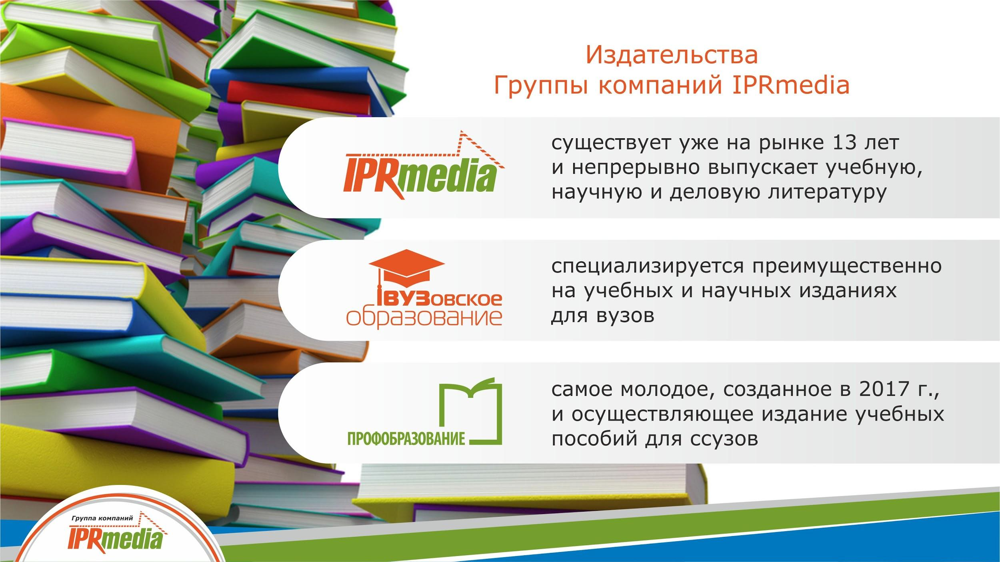 Издательства
Группы компаний IPRmedia
IPRmedia
существует уже на рынке 13 лет
и непрерывно выпускает учебную,
научную и деловую литературу
Вузовское
образование
специализируется преимущественно
на учебных и научных изданиях
для вузов
ПРОФОБРАЗОВАНИЕ
самое молодое, созданное в 2017 г.,
и осуществляющее издание учебных
пособий для ссузов
Группа компаний
IPRmedia